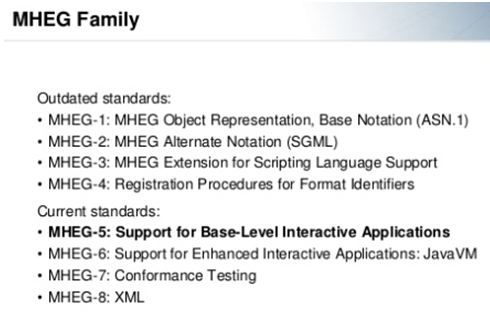 MHEG Family
Outdated standards:
• MHEG-1: MHEG Object Representation, Base Notation (ASN.1)
• MHEG-2: MHEG Alternate Notation (SGML)
• MHEG-3: MHEG Extension for Scripting Language Support
• MHEG-4: Registration Procedures for Format Identifiers
Current standards:
• MHEG-5: Support for Base-Level Interactive Applications
• MHEG-6: Support for Enhanced Interactive Applications: JavaVM
• MHEG-7: Conformance Testing
• MHEG-8: XML